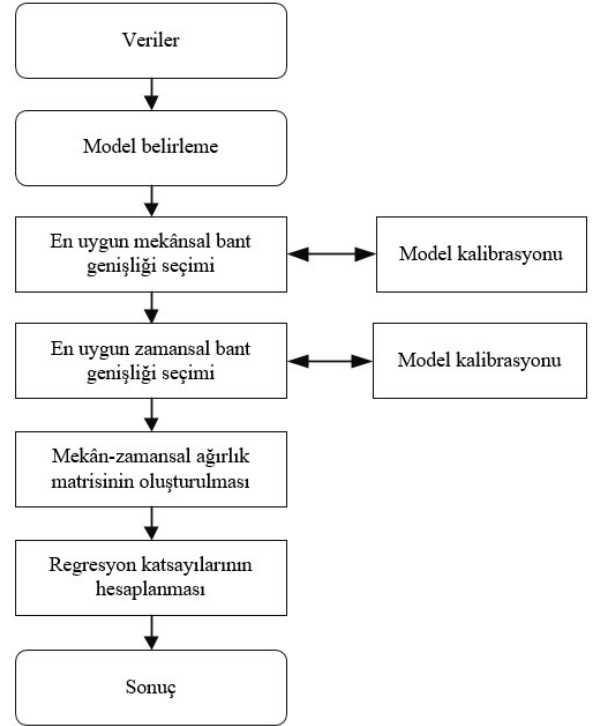 Veriler
Model belirleme
En uygun mekânsal bant
genişliği seçimi
Model kalibrasyonu
En uygun zamansal bant
genişliği seçimi
Model kalibrasyonu
Mekân-zamansal ağırlık
matrisinin oluşturulması
Regresyon katsayılarının
hesaplanması
Sonuç